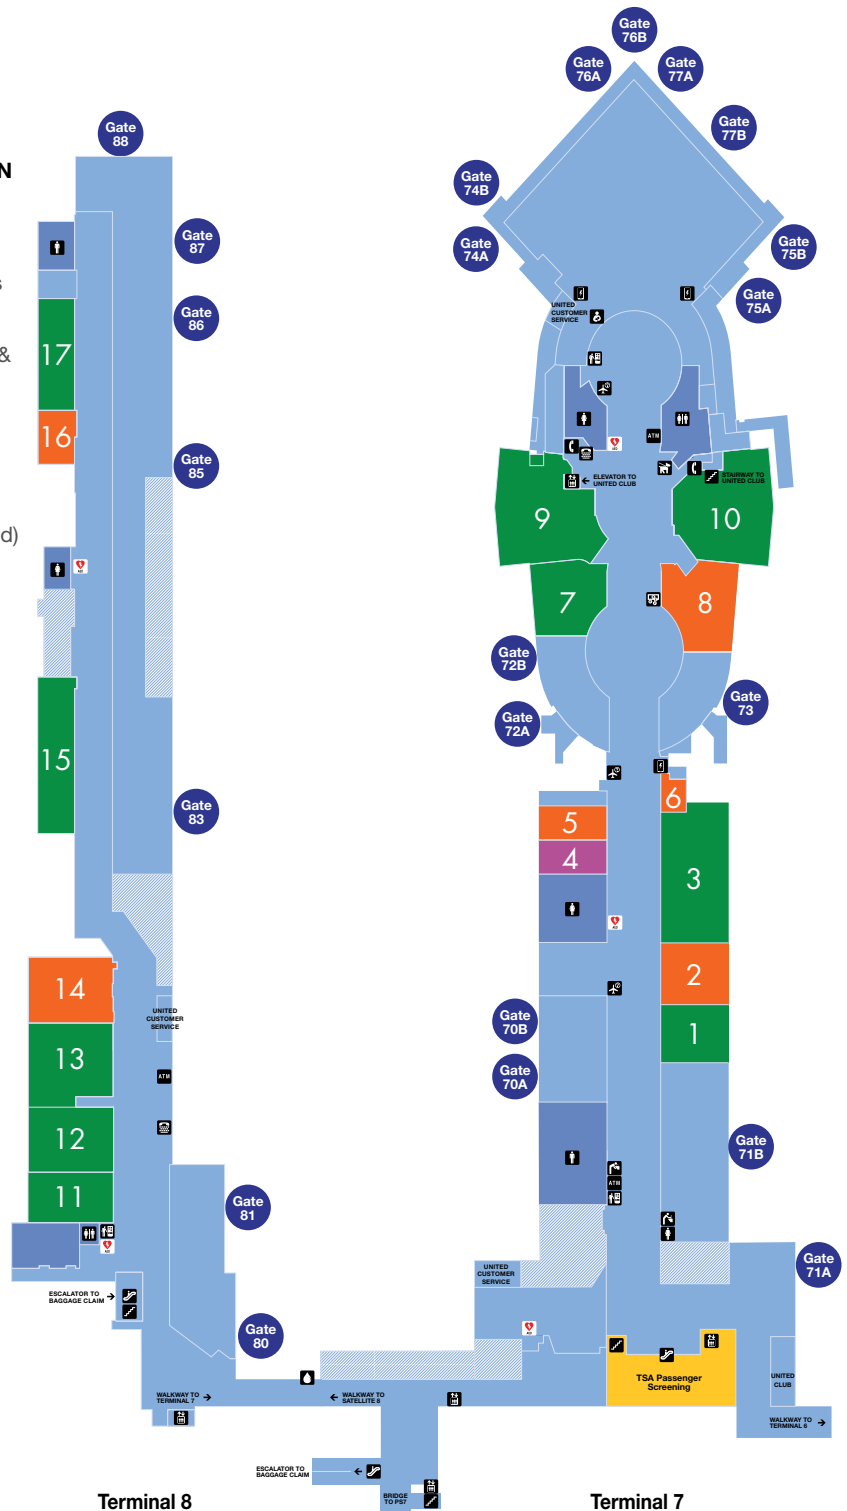 Gate
76B
Gate
76A
Gate
77A
Gate
77B
Gate
88
N
Gate
74B
Gate
87
Gate
74A
Gate
75B
s
Gate
75A
UNITED
CUSTOMER
SERVICE
Gate
86
&
17
16
ATM
AED
Gate
85
ELEVATOR TO
UNITED CLUB
STAIRWAY TO
UNITED CLUB
9
10
d)
AED
7
8
Gate
72B
Gate
72A
Gate
73
15
6
Gate
83
5
4
3
AED
2
14
UNITED
CUSTOMER
SERVICE
Gate
70B
1
13
ATM
Gate
70A
12
Gate
71B
11
ATM
Gate
81
AED
UNITED
CUSTOMER
SERVICE
Gate
71A
ESCALATOR TO
BAGGAGE CLAIM
Gate
80
AED
TSA Passenger
Screening
UNITED
CLUB
WALKWAY TO
TERMINAL 7
WALKWAY TO
SATELLITE 8
WALKWAY TO
TERMINAL 6
ESCALATOR TO
BAGGAGE CLAIM
BRIDGE
TO PS7
Terminal 8
Terminal 7